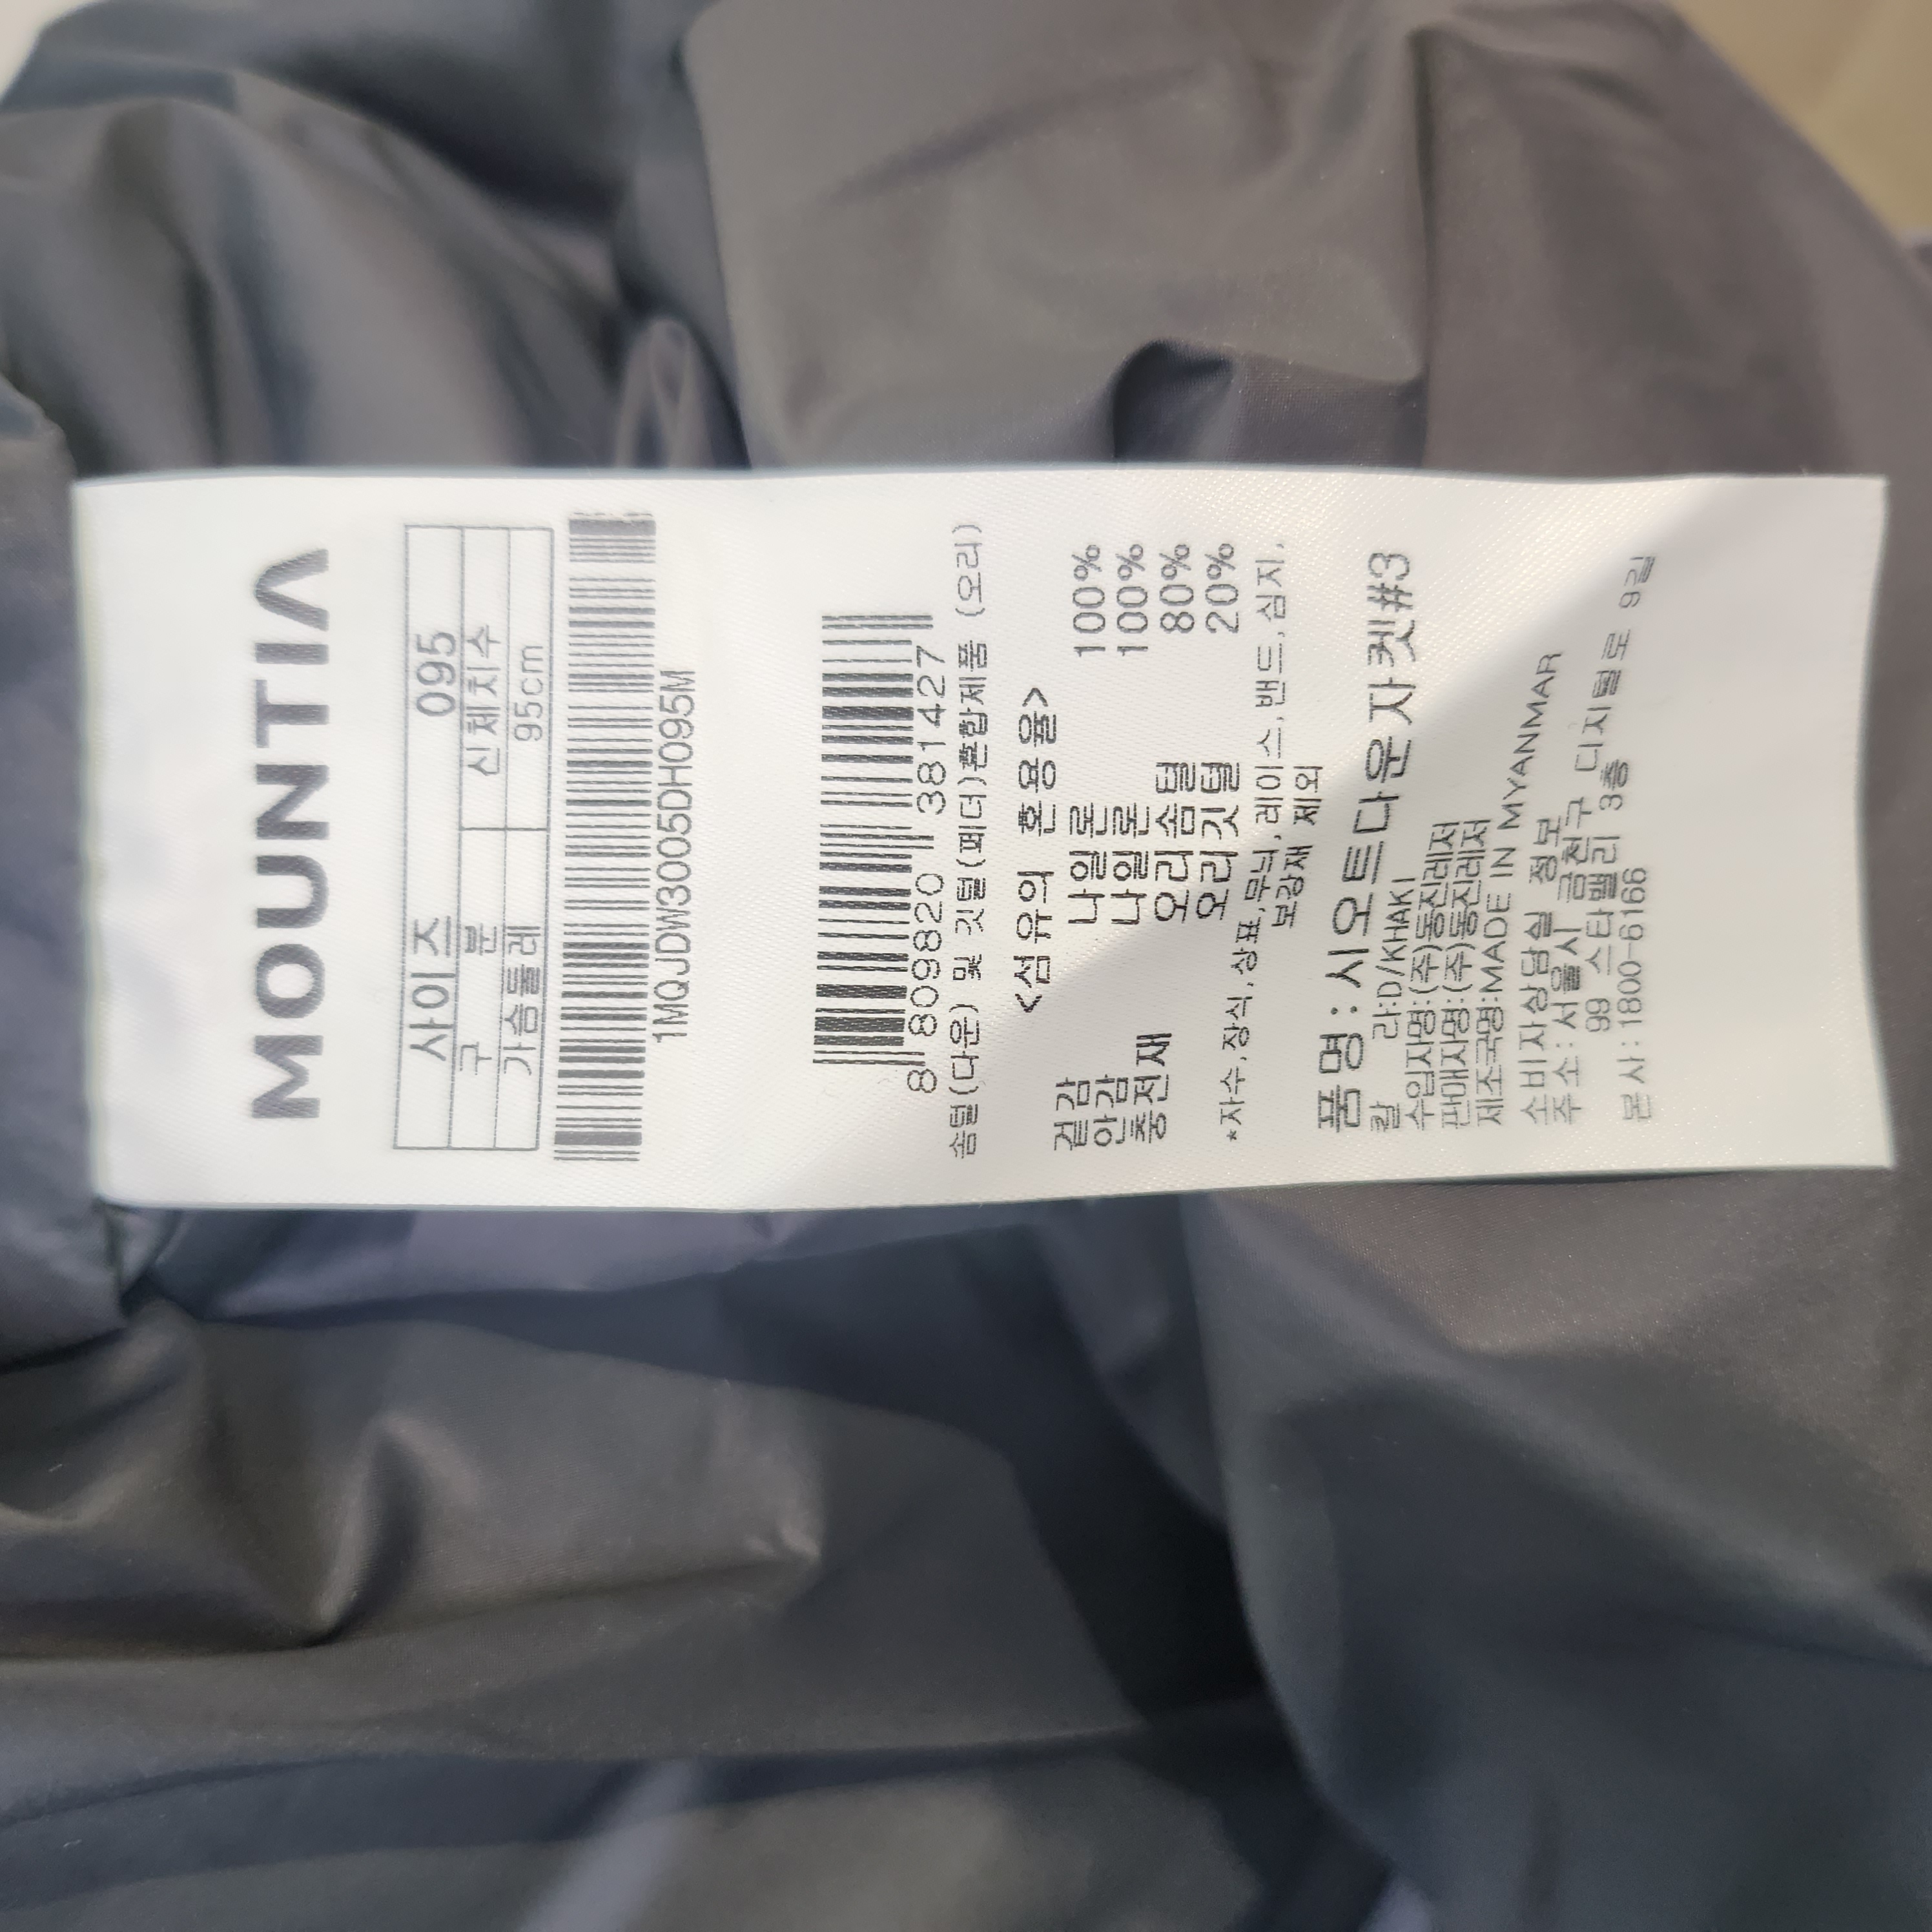 MOUNTIA
사이즈 095
구 분 신체치수
가슴둘레 95cm
1MQJDW3005DH095M
8 809820 381427
솜털(다운) 및 깃털(페더)혼합제품 (오리)
<섬유의 혼용율>
겉감 나일론 100%
안감 나일론 100%
충전재 오리솜털 80%
오리깃털 20%
*자수,장식,상표,무늬,레이스,밴드,심지,
보강재 제외
품명:시오트다운자켓#3
칼 라:D/KHAKI
수입자명:(주)동진레저
판매자명:(주)동진레저
제조국명:MADE IN MYANMAR
소비자상담실 정보
주소:서울시 금천구 디지털로 9길
99 스타밸리 3층
본사:1800-6166